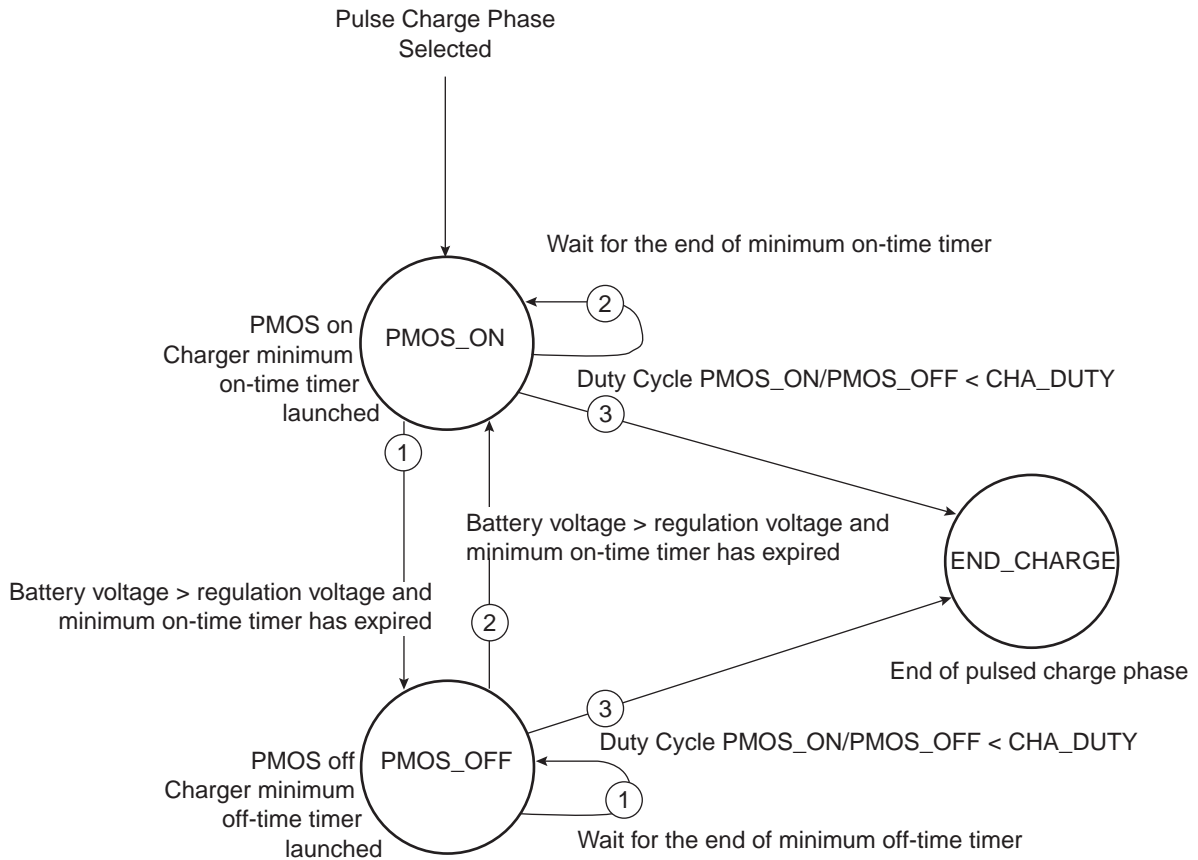 Pulse Charge Phase
Selected
Wait for the end of minimum on-time timer
2
PMOS_ON
PMOS on
Charger minimum
on-time timer
launched
Duty Cycle PMOS_ON/PMOS_OFF < CHA_DUTY
3
1
Battery voltage > regulation voltage and
minimum on-time timer has expired
END_CHARGE
Battery voltage > regulation voltage and
minimum on-time timer has expired
2
End of pulsed charge phase
3
Duty Cycle PMOS_ON/PMOS_OFF < CHA_DUTY
PMOS_OFF
PMOS off
Charger minimum
off-time timer
launched
1
Wait for the end of minimum off-time timer